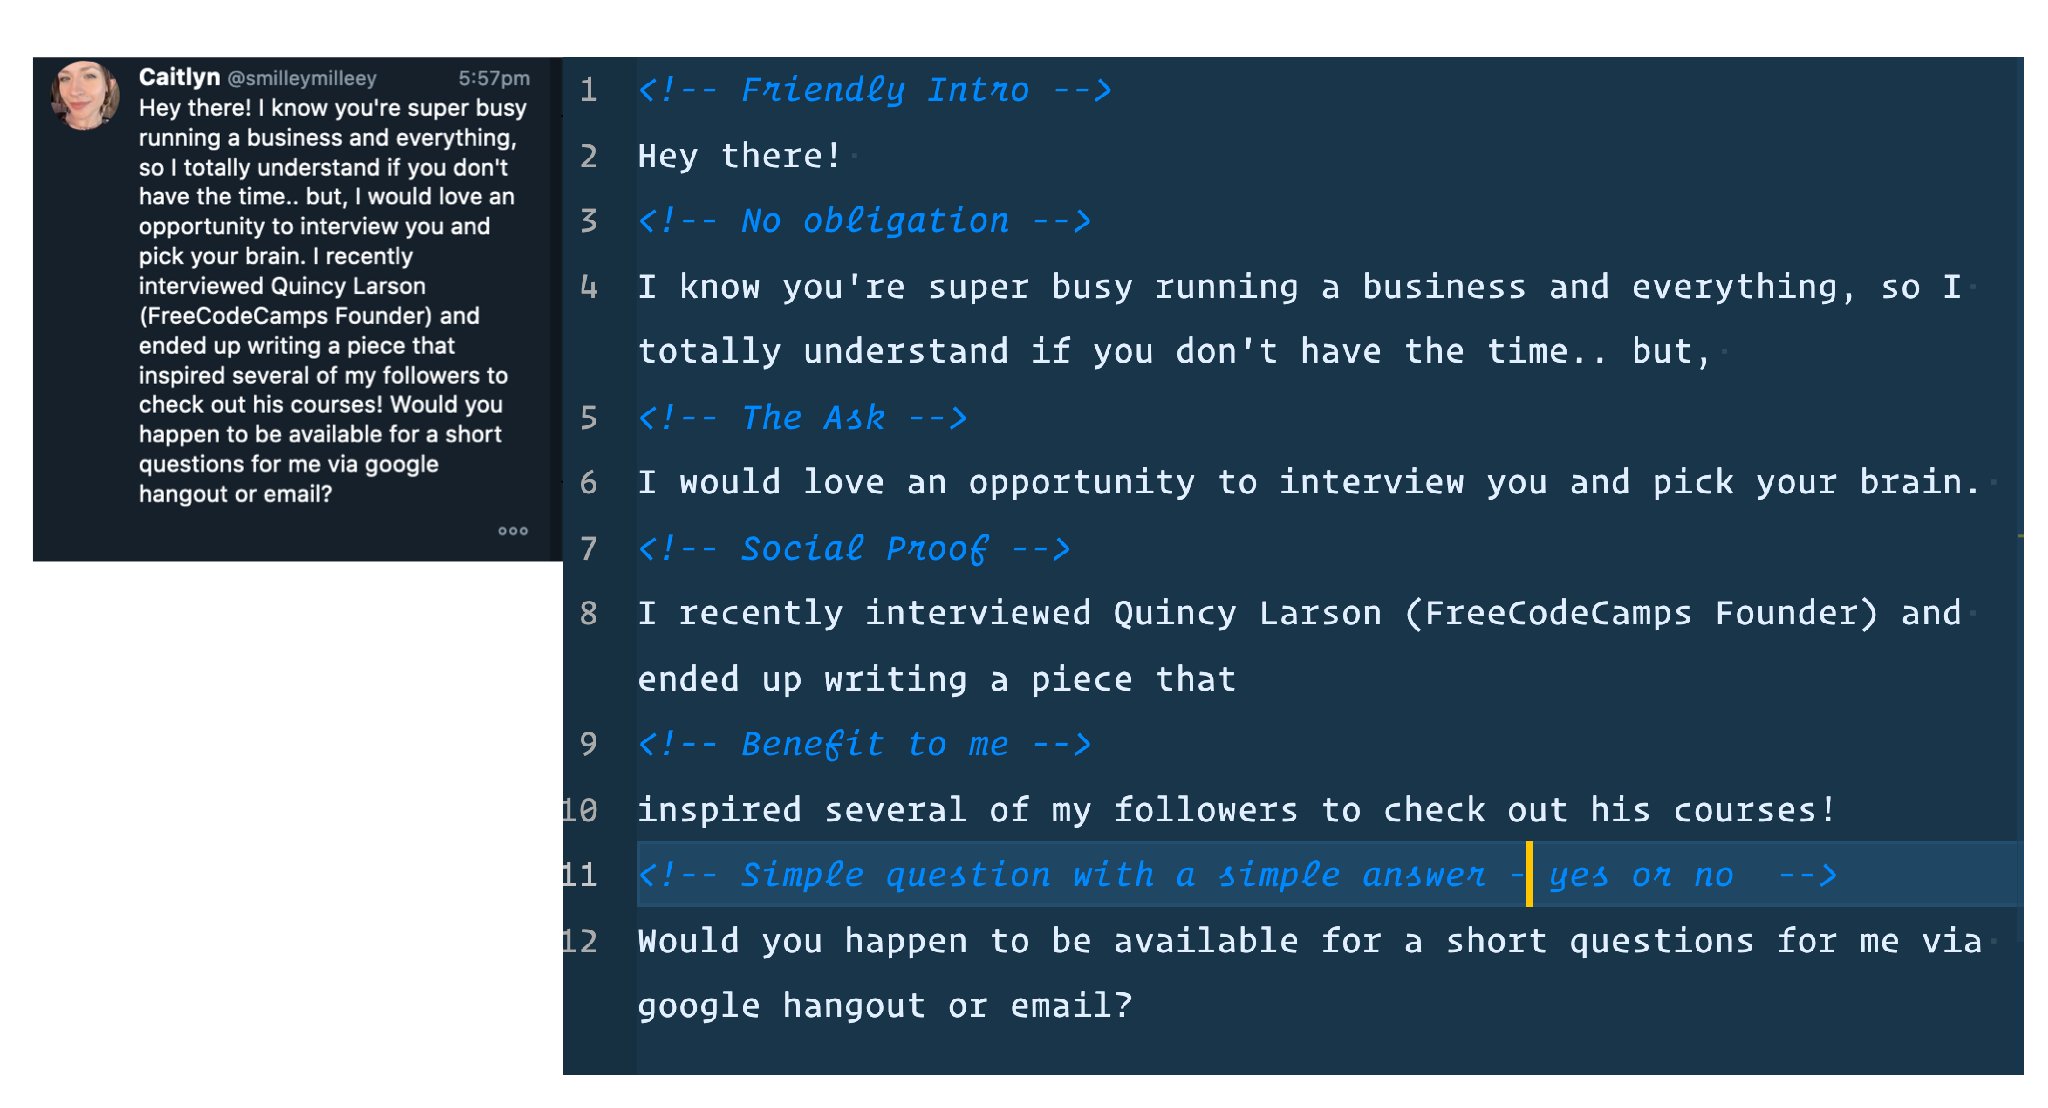 Caitlyn @smilleymilleey 5:57pm
Hey there! I know you're super busy
running a business and everything,
so I totally understand if you don't
have the time.. but, I would love an
opportunity to interview you and
pick your brain. I recently
interviewed Quincy Larson
(FreeCodeCamps Founder) and
ended up writing a piece that
inspired several of my followers to
check out his courses! Would you
happen to be available for a short
questions for me via google
hangout or email?
1 <!-- Friendly Intro -->
2 Hey there!
3 <!-- No obligation -->
4 I know you're super busy running a business and everything, so I
totally understand if you don't have the time.. but,
5 <!-- The Ask -->
6 I would love an opportunity to interview you and pick your brain.
7 <!-- Social Proof -->
8 I recently interviewed Quincy Larson (FreeCodeCamps Founder) and
ended up writing a piece that
9 <!-- Benefit to me -->
10 inspired several of my followers to check out his courses!
11 <!-- Simple question with a simple answer - yes or no  -->
12 Would you happen to be available for a short questions for me via
google hangout or email?